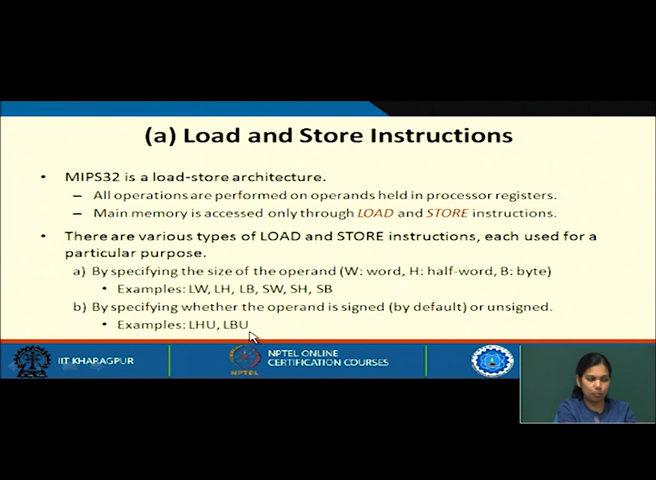 (a) Load and Store Instructions
• MIPS32 is a load-store architecture.
– All operations are performed on operands held in processor registers.
– Main memory is accessed only through LOAD and STORE instructions.
• There are various types of LOAD and STORE instructions, each used for a
particular purpose.
a) By specifying the size of the operand (W: word, H: half-word, B: byte)
• Examples: LW, LH, LB, SW, SH, SB
b) By specifying whether the operand is signed (by default) or unsigned.
• Examples: LHU, LBU
IIT KHARAGPUR
NPTEL
NPTEL ONLINE
CERTIFICATION COURSES